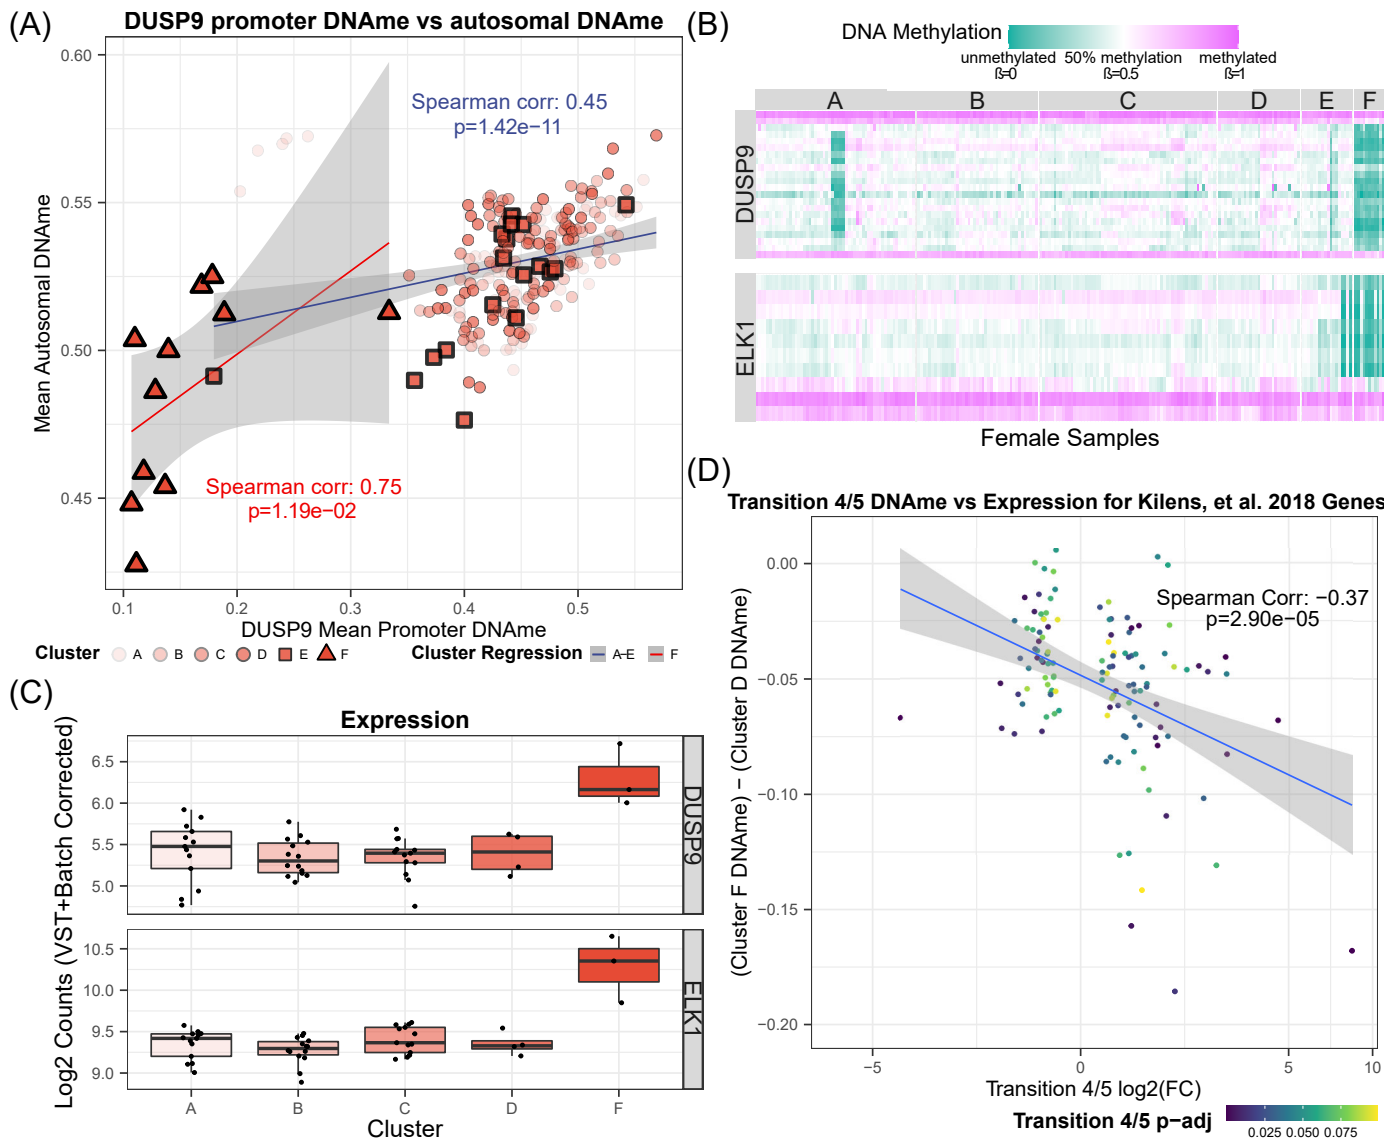 (A)
DUSP9 promoter DNAme vs autosomal DNAme
Mean Autosomal DNAme
0.60
0.55
0.50
0.45
Spearman corr: 0.45
p=1.42e−11
Spearman corr: 0.75
p=1.19e−02
0.1 0.2 0.3 0.4 0.5
DUSP9 Mean Promoter DNAme
Cluster A B C D E F
Cluster Regression A-E F
(B)
DNA Methylation
unmethylated 50% methylation methylated
ß=0 ß=0.5 ß=1
A B C D E F
DUSP9
ELK1
Female Samples
(C)
Expression
Log2 Counts (VST+Batch Corrected)
6.5
6.0
5.5
5.0
DUSP9
10.5
10.0
9.5
9.0
ELK1
A B C D F
Cluster
(D)
Transition 4/5 DNAme vs Expression for Kilens, et al. 2018 Genes
(Cluster F DNAme) − (Cluster D DNAme)
0.00
−0.05
−0.10
−0.15
−0.20
Spearman Corr: −0.37
p=2.90e−05
−5 0 5 10
Transition 4/5 log2(FC)
Transition 4/5 p−adj
0.025 0.050 0.075